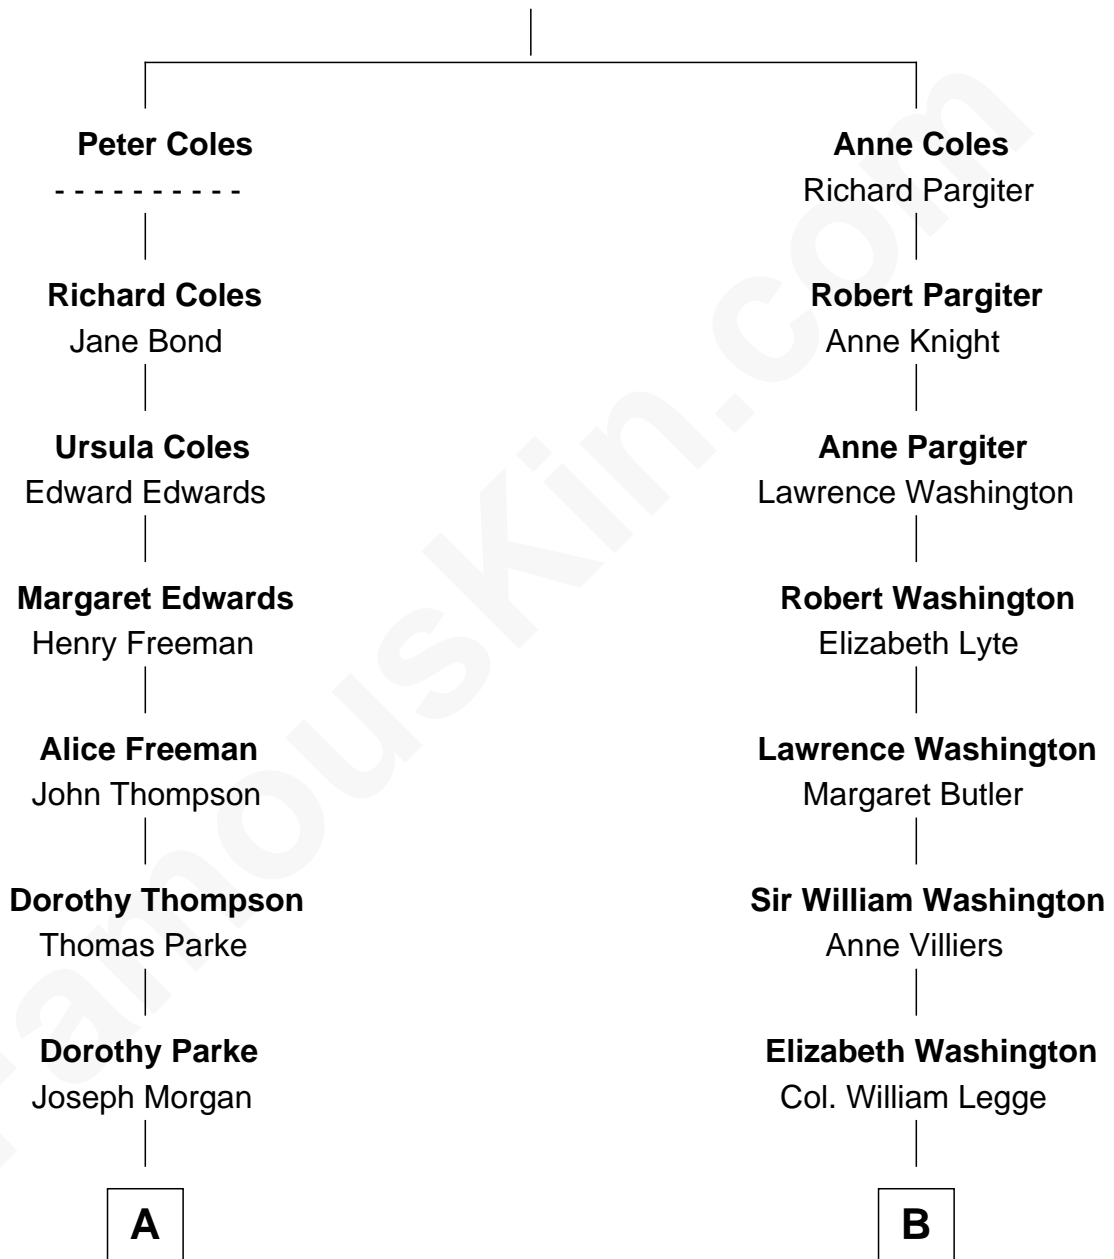 Peter Coles
- - - - - - - - - -
Richard Coles
Jane Bond
Ursula Coles
Edward Edwards
Margaret Edwards
Henry Freeman
Alice Freeman
John Thompson
Dorothy Thompson
Thomas Parke
Dorothy Parke
Joseph Morgan
A
Anne Coles
Richard Pargiter
Robert Pargiter
Anne Knight
Anne Pargiter
Lawrence Washington
Robert Washington
Elizabeth Lyte
Lawrence Washington
Margaret Butler
Sir William Washington
Anne Villiers
Elizabeth Washington
Col. William Legge
B
FamousKin.com